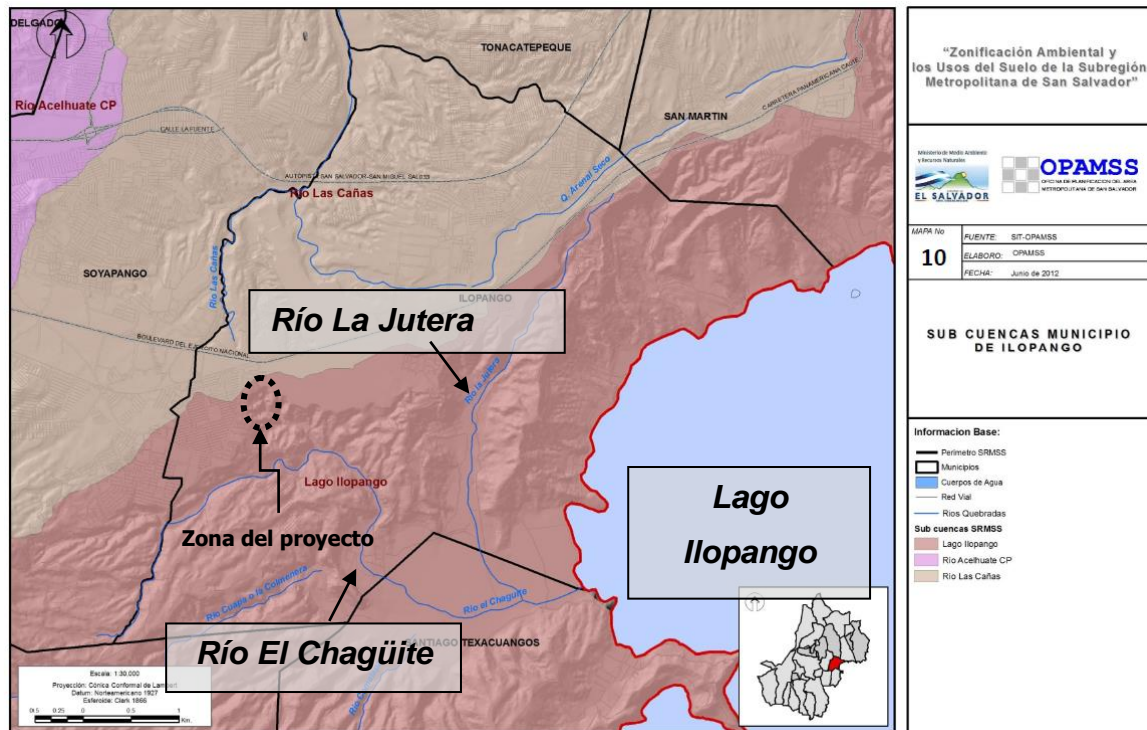 DELGADO
TONACATEPEQUE
Río Acelhuate CP
CALLE LA FUENTE
SAN MARTIN
CARRETERA PANAMERICANA CA01E
AUTOPISTA SAN SALVADOR-SAN MIGUEL
Río Las Cañas
Q. Arenal Seco
SOYAPANGO
Río Las Cañas
ILOPANGO
Río La Jutera
BOULEVARD DEL EJERCITO NACIONAL
Río la Jutera
Lago Ilopango
Lago
Ilopango
Zona del proyecto
Río Cuapa o la Colmenera
Río el Chaguite
Río El Chagüite
SANTIAGO TEXACUANGOS
Escala: 1:30,000
Proyección: Cónica Conformal de Lambert
Datum: Norteamericano 1927
Esferoide: Clark 1866
0.5 0.25 0 0.5 1
Km.
"Zonificación Ambiental y
los Usos del Suelo de la Subregión
Metropolitana de San Salvador"
Ministerio de Medio Ambiente
y Recursos Naturales
EL SALVADOR
OPAMSS
OFICINA DE PLANIFICACION DEL AREA
METROPOLITANA DE SAN SALVADOR
MAPA No
10
FUENTE: SIT-OPAMSS
ELABORO: OPAMSS
FECHA: Junio de 2012
SUB CUENCAS MUNICIPIO
DE ILOPANGO
Informacion Base:
Perimetro SRMSS
Municipios
Cuerpos de Agua
Red Vial
Rios Quebradas
Sub cuencas SRMSS
Lago Ilopango
Río Acelhuate CP
Río Las Cañas